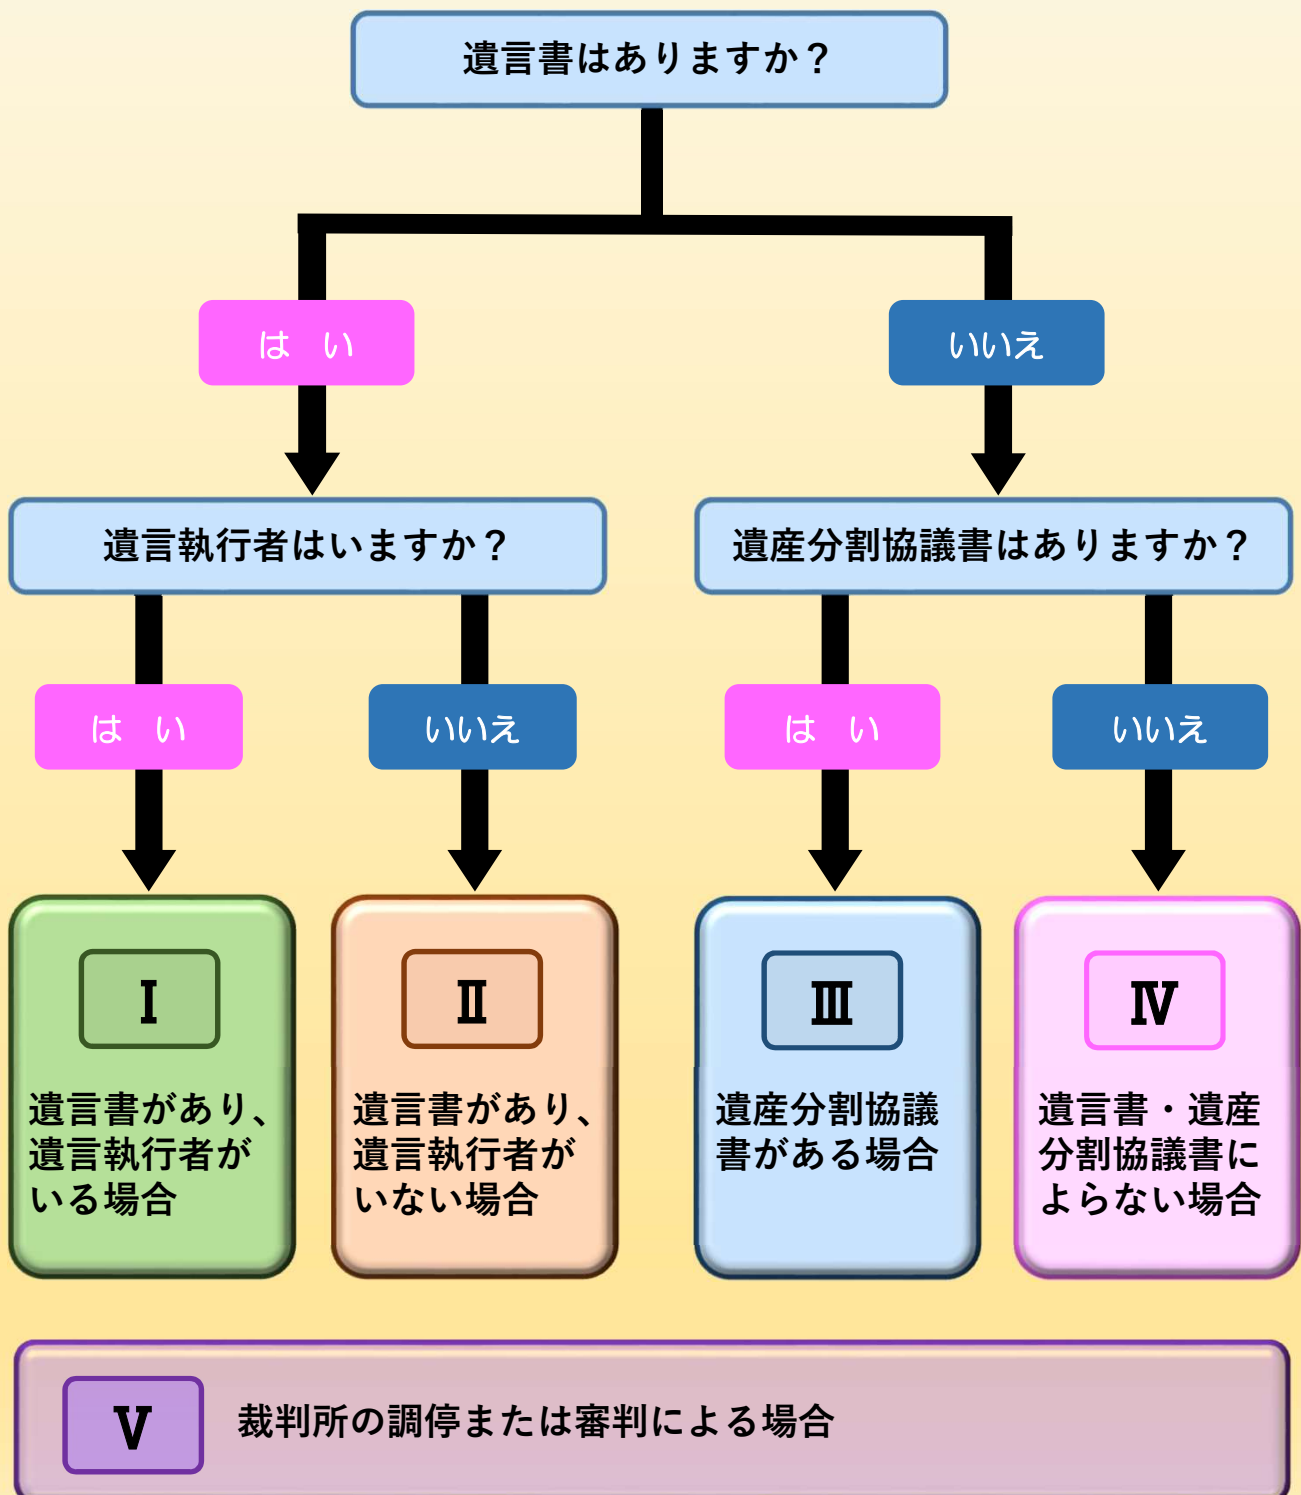 遺言書はありますか？
は　い
いいえ
遺言執行者はいますか？
遺産分割協議書はありますか？
は　い
いいえ
は　い
いいえ
Ⅰ
遺言書があり、
遺言執行者が
いる場合
Ⅱ
遺言書があり、
遺言執行者が
いない場合
Ⅲ
遺産分割協議
書がある場合
Ⅳ
遺言書・遺産
分割協議書に
よらない場合
Ⅴ
裁判所の調停または審判による場合